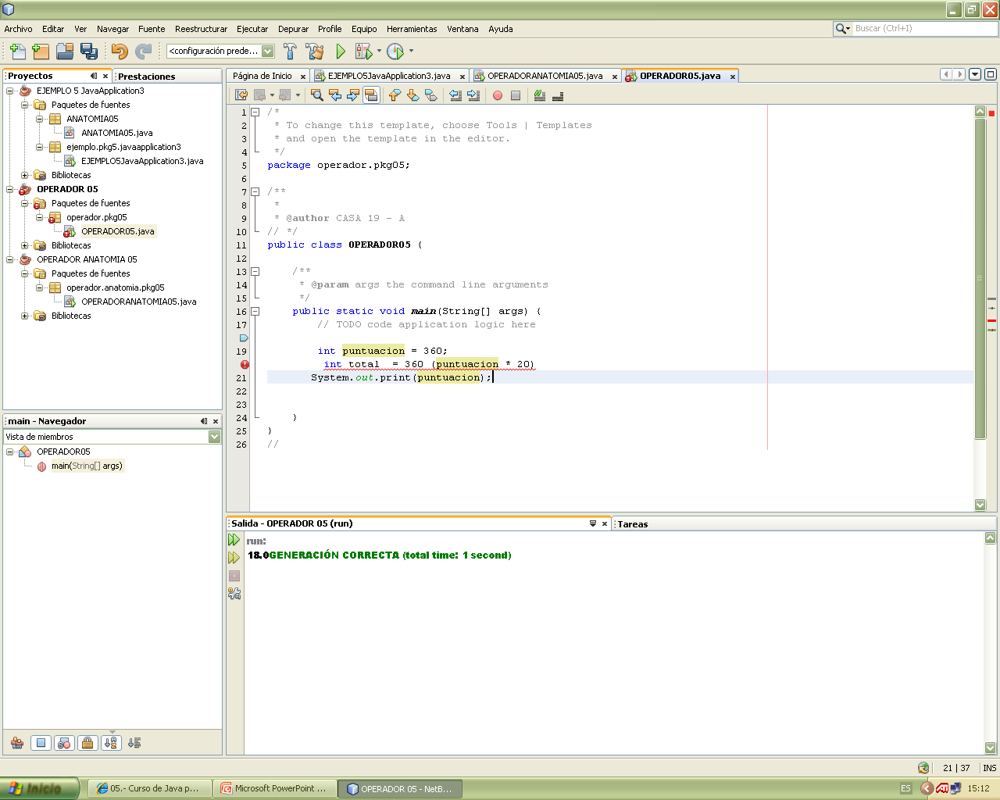 Archivo Editar Ver Navegar Fuente Reestructurar Ejecutar Depurar Profile Equipo Herramientas Ventana Ayuda
Buscar (Ctrl+I)
<configuración prede...
Proyectos
Prestaciones
EJEMPLO 5 JavaApplication3
Paquetes de fuentes
ANATOMIA05
ANATOMIA05.java
ejemplo.pkg5.javaapplication3
EJEMPLO5JavaApplication3.java
Bibliotecas
OPERADOR 05
Paquetes de fuentes
operador.pkg05
OPERADOR05.java
Bibliotecas
OPERADOR ANATOMIA 05
Paquetes de fuentes
operador.anatomia.pkg05
OPERADORANATOMIA05.java
Bibliotecas
main - Navegador
Vista de miembros
OPERADOR05
main(String[] args)
Página de Inicio EJEMPLO5JavaApplication3.java OPERADORANATOMIA05.java OPERADOR05.java
1 /*
2 * To change this template, choose Tools | Templates
3 * and open the template in the editor.
4 */
5 package operador.pkg05;
6
7 /**
8 *
9 * @author CASA 19 - A
10 // */
11 public class OPERADOR05 {
12
13 /**
14 * @param args the command line arguments
15 */
16 public static void main(String[] args) {
17 // TODO code application logic here
19 int puntuacion = 360;
int total = 360 (puntuacion * 20)
21 System.out.print(puntuacion);
22
23
24 }
25 }
26 //
Salida - OPERADOR 05 (run)
Tareas
run:
18.0GENERACIÓN CORRECTA (total time: 1 second)
21 | 37 INS
Inicio
05.- Curso de Java p...
Microsoft PowerPoint ...
OPERADOR 05 - NetB...
ES
15:12